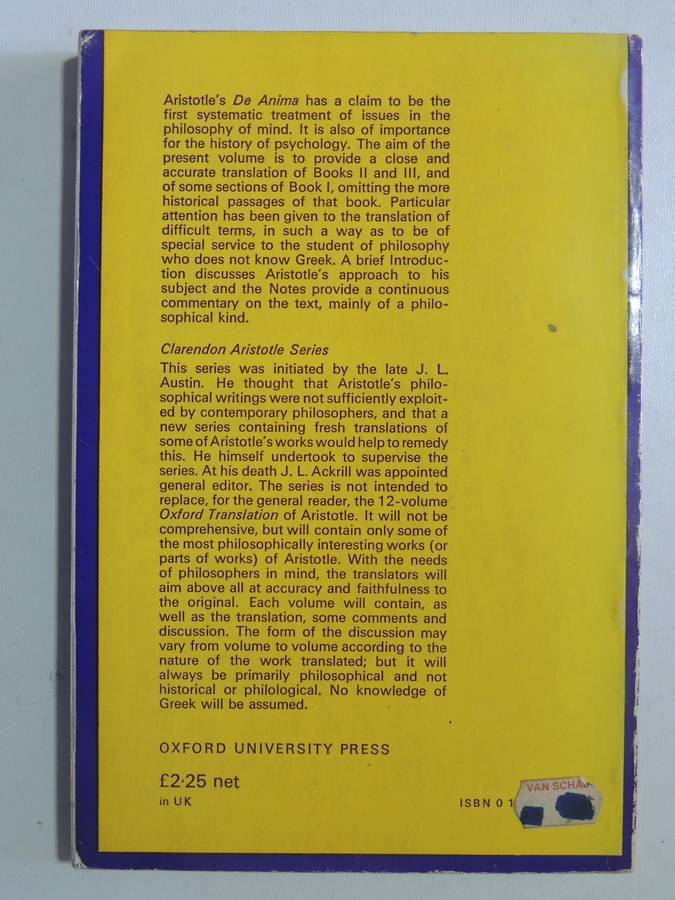 Aristotle's De Anima has a claim to be the
first systematic treatment of issues in the
philosophy of mind. It is also of importance
for the history of psychology. The aim of the
present volume is to provide a close and
accurate translation of Books II and III, and
of some sections of Book I, omitting the more
historical passages of that book. Particular
attention has been given to the translation of
difficult terms, in such a way as to be of
special service to the student of philosophy
who does not know Greek. A brief Introduc-
tion discusses Aristotle's approach to his
subject and the Notes provide a continuous
commentary on the text, mainly of a philo-
sophical kind.
Clarendon Aristotle Series
This series was initiated by the late J. L.
Austin. He thought that Aristotle's philo-
sophical writings were not sufficiently exploit-
ed by contemporary philosophers, and that a
new series containing fresh translations of
some of Aristotle's works would help to remedy
this. He himself undertook to supervise the
series. At his death J. L. Ackrill was appointed
general editor. The series is not intended to
replace, for the general reader, the 12-volume
Oxford Translation of Aristotle. It will not be
comprehensive, but will contain only some of
the most philosophically interesting works (or
parts of works) of Aristotle. With the needs
of philosophers in mind, the translators will
aim above all at accuracy and faithfulness to
the original. Each volume will contain, as
well as the translation, some comments and
discussion. The form of the discussion may
vary from volume to volume according to the
nature of the work translated; but it will
always be primarily philosophical and not
historical or philological. No knowledge of
Greek will be assumed.
OXFORD UNIVERSITY PRESS
£2·25 net
in UK
ISBN 0 1
VAN